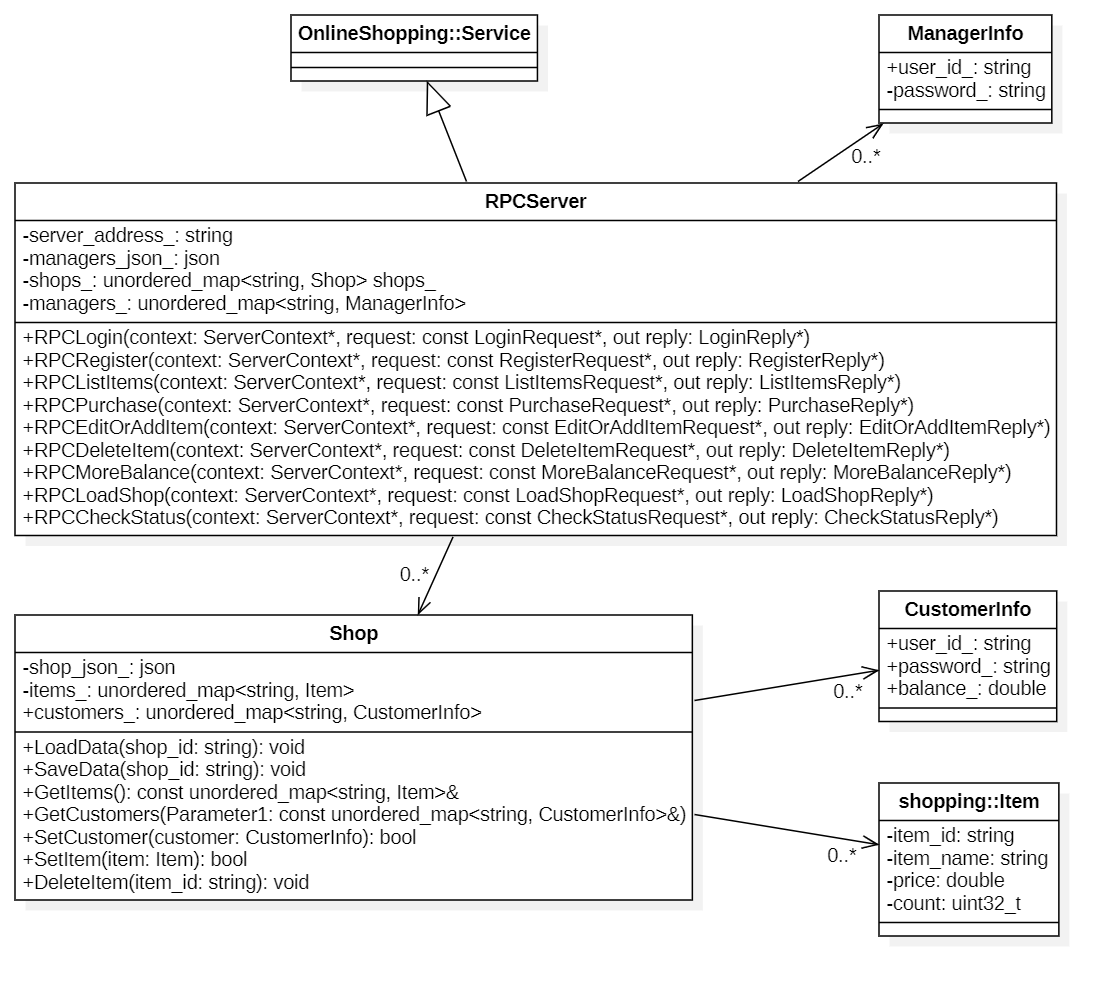 OnlineShopping::Service
ManagerInfo
+user_id_: string
-password_: string
0..*
RPCServer
-server_address_: string
-managers_json_: json
-shops_: unordered_map<string, Shop> shops_
-managers_: unordered_map<string, ManagerInfo>
+RPCLogin(context: ServerContext*, request: const LoginRequest*, out reply: LoginReply*)
+RPCRegister(context: ServerContext*, request: const RegisterRequest*, out reply: RegisterReply*)
+RPCListItems(context: ServerContext*, request: const ListItemsRequest*, out reply: ListItemsReply*)
+RPCPurchase(context: ServerContext*, request: const PurchaseRequest*, out reply: PurchaseReply*)
+RPCEditOrAddItem(context: ServerContext*, request: const EditOrAddItemRequest*, out reply: EditOrAddItemReply*)
+RPCDeleteItem(context: ServerContext*, request: const DeleteItemRequest*, out reply: DeleteItemReply*)
+RPCMoreBalance(context: ServerContext*, request: const MoreBalanceRequest*, out reply: MoreBalanceReply*)
+RPCLoadShop(context: ServerContext*, request: const LoadShopRequest*, out reply: LoadShopReply*)
+RPCCheckStatus(context: ServerContext*, request: const CheckStatusRequest*, out reply: CheckStatusReply*)
0..*
Shop
-shop_json_: json
-items_: unordered_map<string, Item>
+customers_: unordered_map<string, CustomerInfo>
+LoadData(shop_id: string): void
+SaveData(shop_id: string): void
+GetItems(): const unordered_map<string, Item>&
+GetCustomers(Parameter1: const unordered_map<string, CustomerInfo>&)
+SetCustomer(customer: CustomerInfo): bool
+SetItem(item: Item): bool
+DeleteItem(item_id: string): void
CustomerInfo
+user_id_: string
+password_: string
+balance_: double
0..*
shopping::Item
-item_id: string
-item_name: string
-price: double
-count: uint32_t
0..*